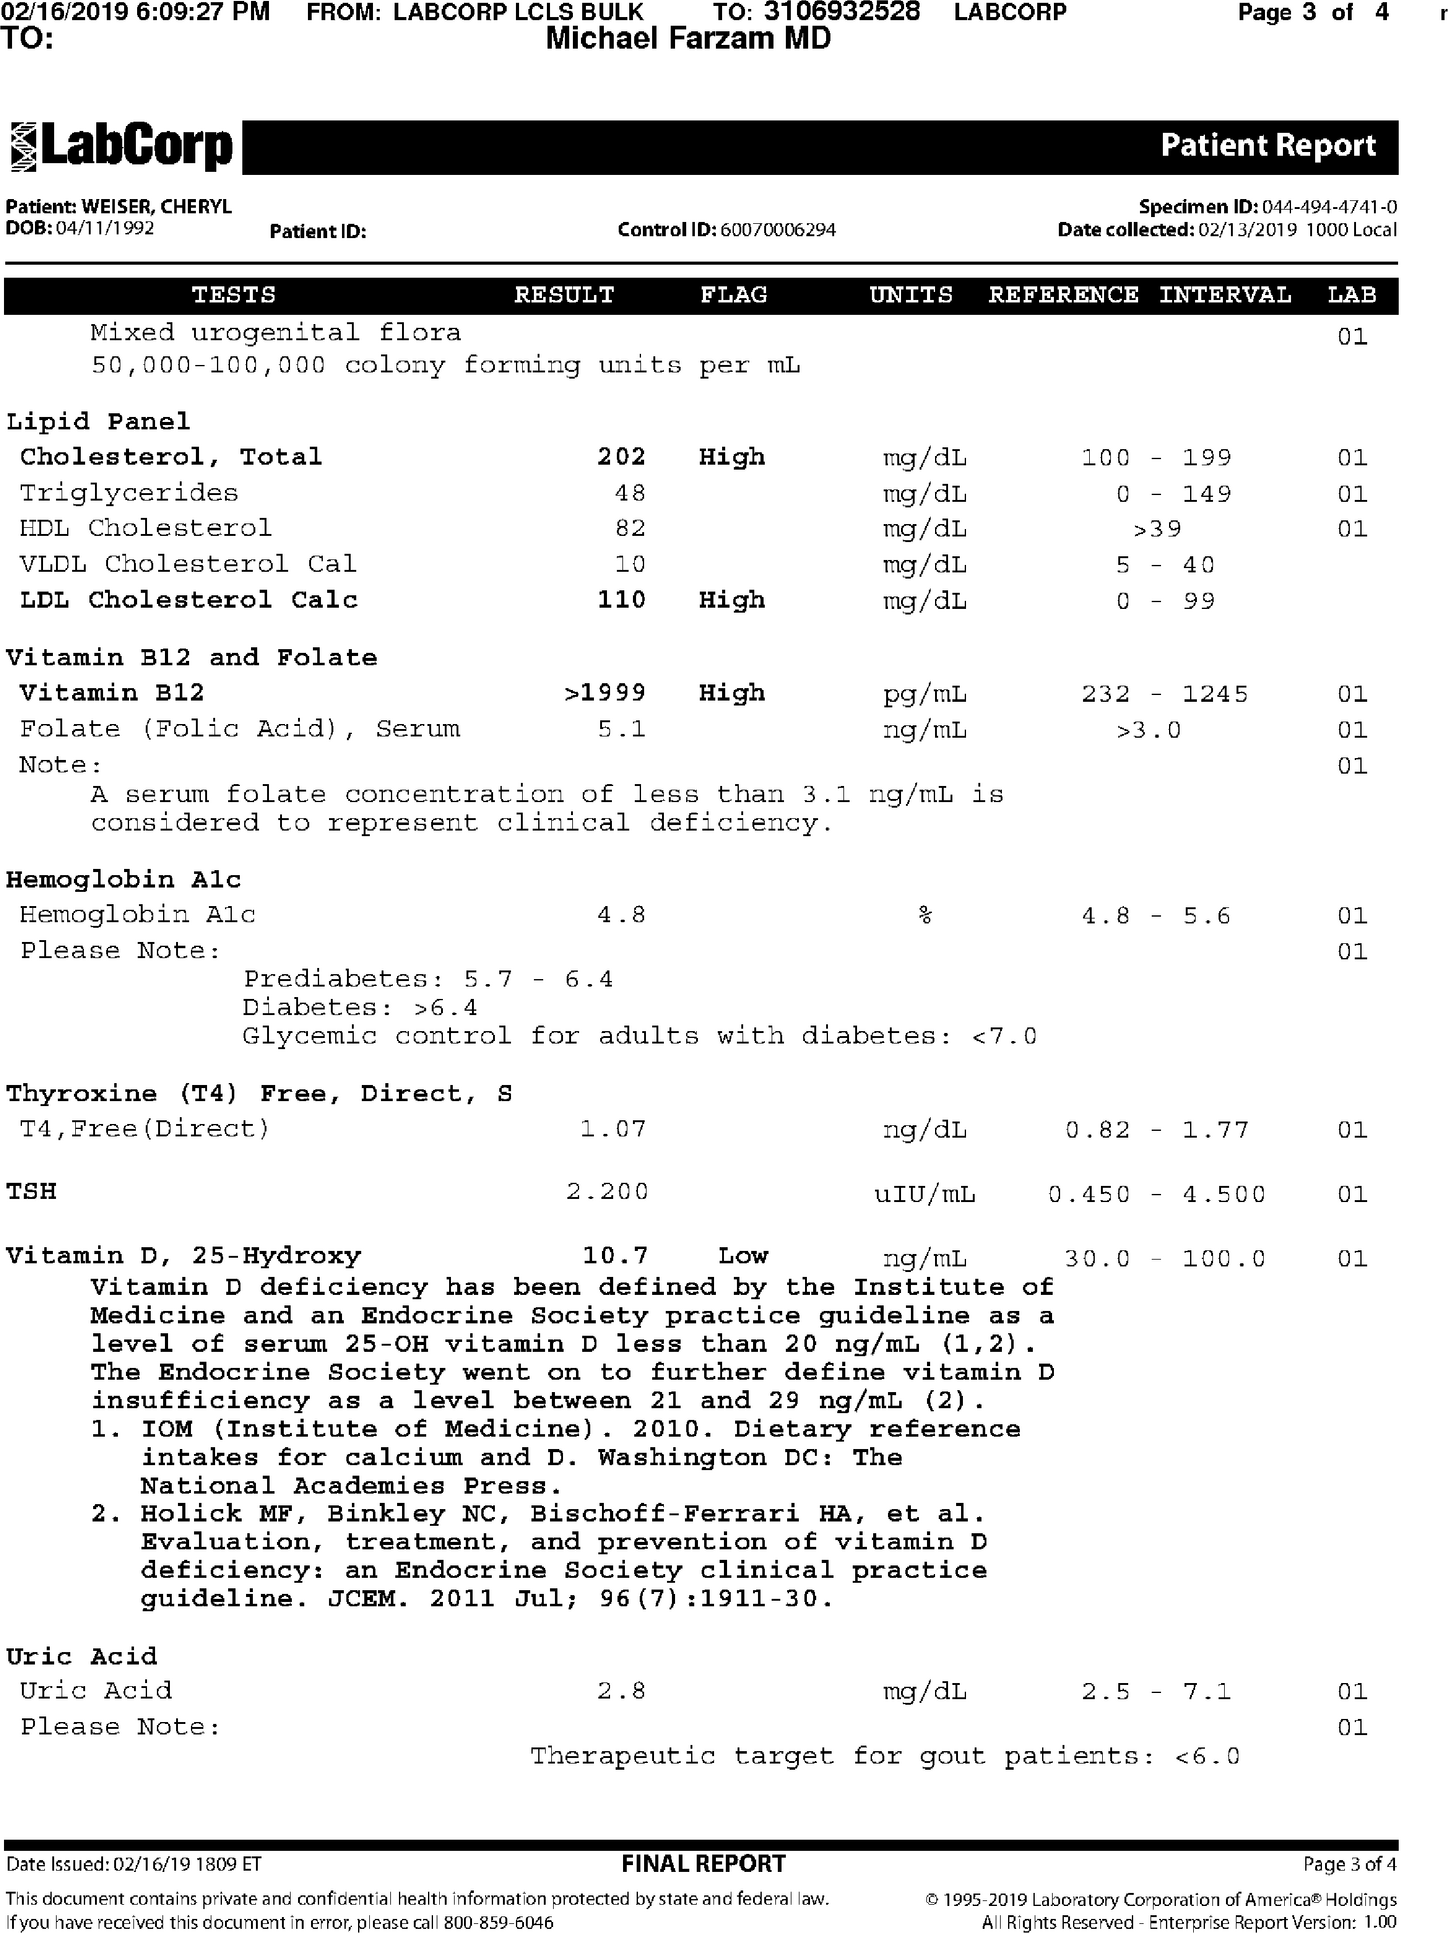 02/16/2019 6:09:27 PM FROM: LABCORP LCLS BULK TO: 3106932528 LABCORP Page 3 of 4 r
TO: Michael Farzam MD
LabCorp Patient Report
Patient: WEISER, CHERYL Specimen ID: 044-494-4741-0
DOB: 04/11/1992 Patient ID: Control ID: 60070006294 Date collected: 02/13/2019 1000 Local
TESTS RESULT FLAG UNITS REFERENCE INTERVAL LAB
Mixed urogenital flora 01
50,000-100,000 colony forming units per mL
Lipid Panel
Cholesterol, Total 202 High mg/dL 100 - 199 01
Triglycerides 48 mg/dL 0 - 149 01
HDL Cholesterol 82 mg/dL >39 01
VLDL Cholesterol Cal 10 mg/dL 5 - 40
LDL Cholesterol Calc 110 High mg/dL 0 - 99
Vitamin B12 and Folate
Vitamin B12 >1999 High pg/mL 232 - 1245 01
Folate (Folic Acid), Serum 5.1 ng/mL >3.0 01
Note: 01
A serum folate concentration of less than 3.1 ng/mL is
considered to represent clinical deficiency.
Hemoglobin A1c
Hemoglobin A1c 4.8 % 4.8 - 5.6 01
Please Note: 01
Prediabetes: 5.7 - 6.4
Diabetes: >6.4
Glycemic control for adults with diabetes: <7.0
Thyroxine (T4) Free, Direct, S
T4,Free(Direct) 1.07 ng/dL 0.82 - 1.77 01
TSH 2.200 uIU/mL 0.450 - 4.500 01
Vitamin D, 25-Hydroxy 10.7 Low ng/mL 30.0 - 100.0 01
Vitamin D deficiency has been defined by the Institute of
Medicine and an Endocrine Society practice guideline as a
level of serum 25-OH vitamin D less than 20 ng/mL (1,2).
The Endocrine Society went on to further define vitamin D
insufficiency as a level between 21 and 29 ng/mL (2).
1. IOM (Institute of Medicine). 2010. Dietary reference
intakes for calcium and D. Washington DC: The
National Academies Press.
2. Holick MF, Binkley NC, Bischoff-Ferrari HA, et al.
Evaluation, treatment, and prevention of vitamin D
deficiency: an Endocrine Society clinical practice
guideline. JCEM. 2011 Jul; 96(7):1911-30.
Uric Acid
Uric Acid 2.8 mg/dL 2.5 - 7.1 01
Please Note: 01
Therapeutic target for gout patients: <6.0
Date Issued: 02/16/19 1809 ET FINAL REPORT Page 3 of 4
This document contains private and confidential health information protected by state and federal law. © 1995-2019 Laboratory Corporation of America® Holdings
If you have received this document in error, please call 800-859-6046 All Rights Reserved - Enterprise Report Version: 1.00